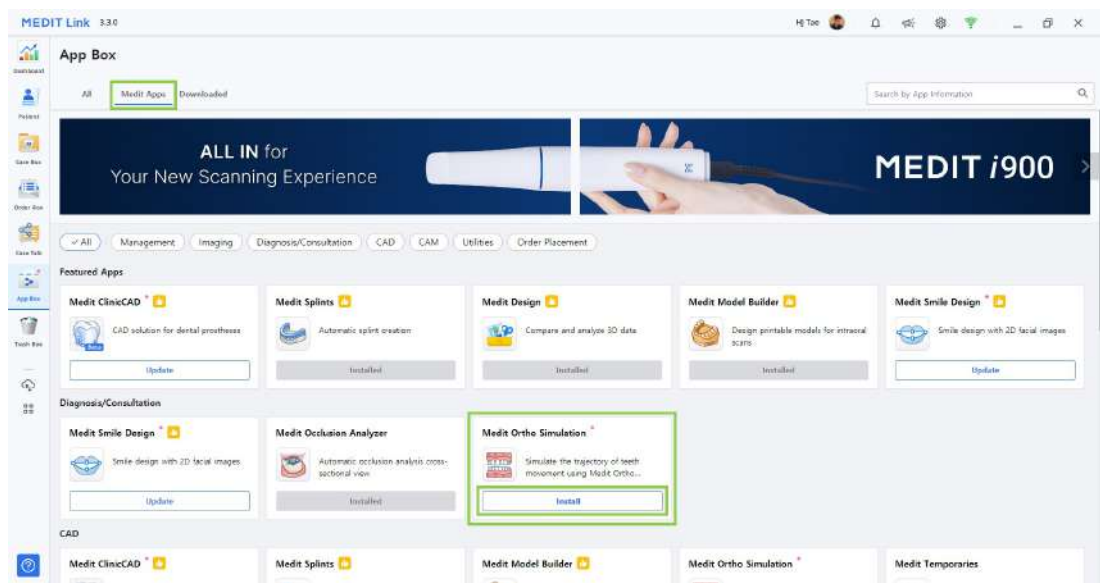 MEDIT Link 3.3.0
Hj Tae
App Box
Dashboard
All Medit Apps Downloaded
Search by App Information
Patient
ALL IN for
Your New Scanning Experience
MEDIT i900
Case Box
Order Box
Case Talk
All Management Imaging Diagnosis/Consultation CAD CAM Utilities Order Placement
Featured Apps
App Box
Medit ClinicCAD * Medit Splints Medit Design Medit Model Builder Medit Smile Design *
CAD solution for dental prostheses Automatic splint creation Compare and analyze 3D data Design printable models for intraoral scans Smile design with 2D facial images
Trash Box
Update Installed Installed Installed Update
Diagnosis/Consultation
Medit Smile Design * Medit Occlusion Analyzer Medit Ortho Simulation *
Smile design with 2D facial images Automatic occlusion analysis cross-sectional view Simulate the trajectory of teeth movement using Medit Ortho...
Update Installed Install
CAD
Medit ClinicCAD * Medit Splints Medit Model Builder Medit Ortho Simulation * Medit Temporaries